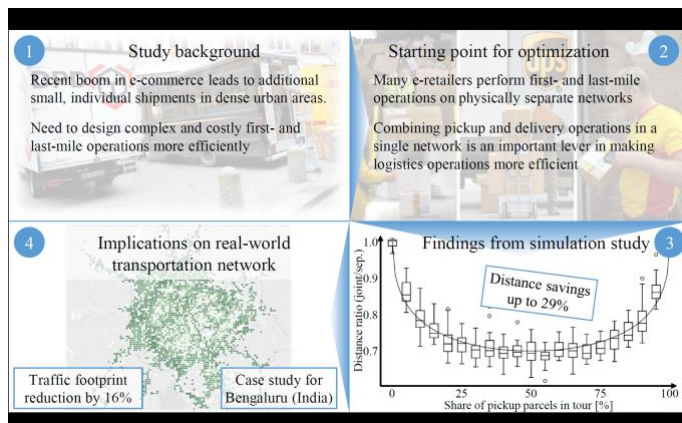 1
Study background
Recent boom in e-commerce leads to additional
small, individual shipments in dense urban areas.
Need to design complex and costly first- and
last-mile operations more efficiently
Starting point for optimization
2
Many e-retailers perform first- and last-mile
operations on physically separate networks
Combining pickup and delivery operations in a
single network is an important lever in making
logistics operations more efficient
ups
4
Implications on real-world
transportation network
Traffic footprint
reduction by 16%
Case study for
Bengaluru (India)
Findings from simulation study
3
Distance savings
up to 29%
Distance ratio (joint/sep.)
1.0
0.9
0.8
0.7
0
25
50
75
100
Share of pickup parcels in tour [%]